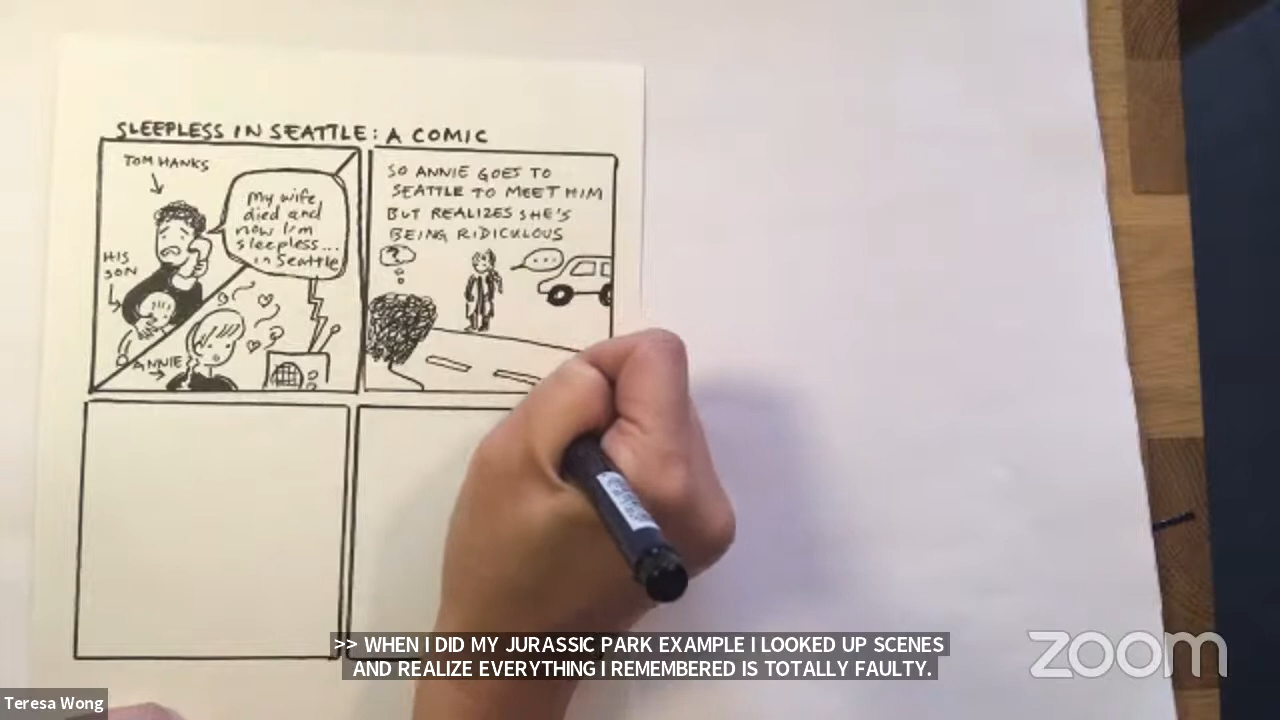 SLEEPLESS IN SEATTLE: A COMIC
TOM HANKS
My wife
died and
now I'm
sleepless...
in Seattle
HIS
SON
ANNIE
SO ANNIE GOES TO
SEATTLE TO MEET HIM
BUT REALIZES SHE'S
BEING RIDICULOUS
?
...
>> WHEN I DID MY JURASSIC PARK EXAMPLE I LOOKED UP SCENES
AND REALIZE EVERYTHING I REMEMBERED IS TOTALLY FAULTY.
zoom
Teresa Wong